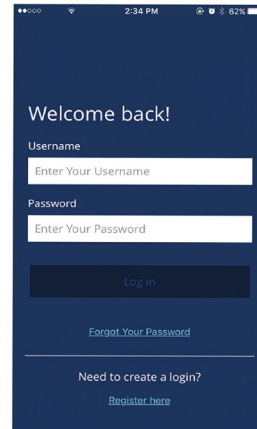 2:34 PM 62%
Welcome back!
Username
Enter Your Username
Password
Enter Your Password
Log in
Forgot Your Password
Need to create a login?
Register here